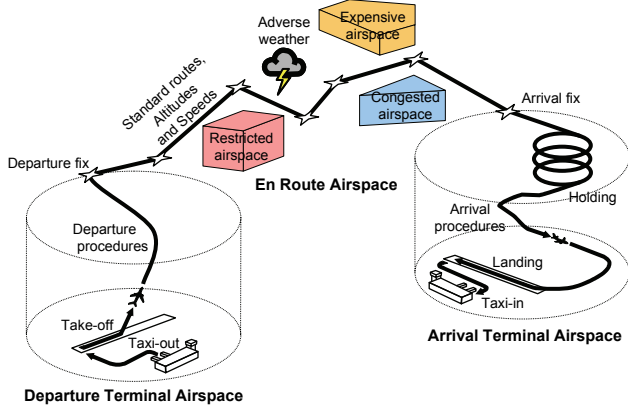 Adverse
weather
Expensive
airspace
Standard routes,
Altitudes
and Speeds
Congested
airspace
Arrival fix
Restricted
airspace
Departure fix
En Route Airspace
Holding
Departure
procedures
Arrival
procedures
Landing
Taxi-in
Take-off
Taxi-out
Arrival Terminal Airspace
Departure Terminal Airspace